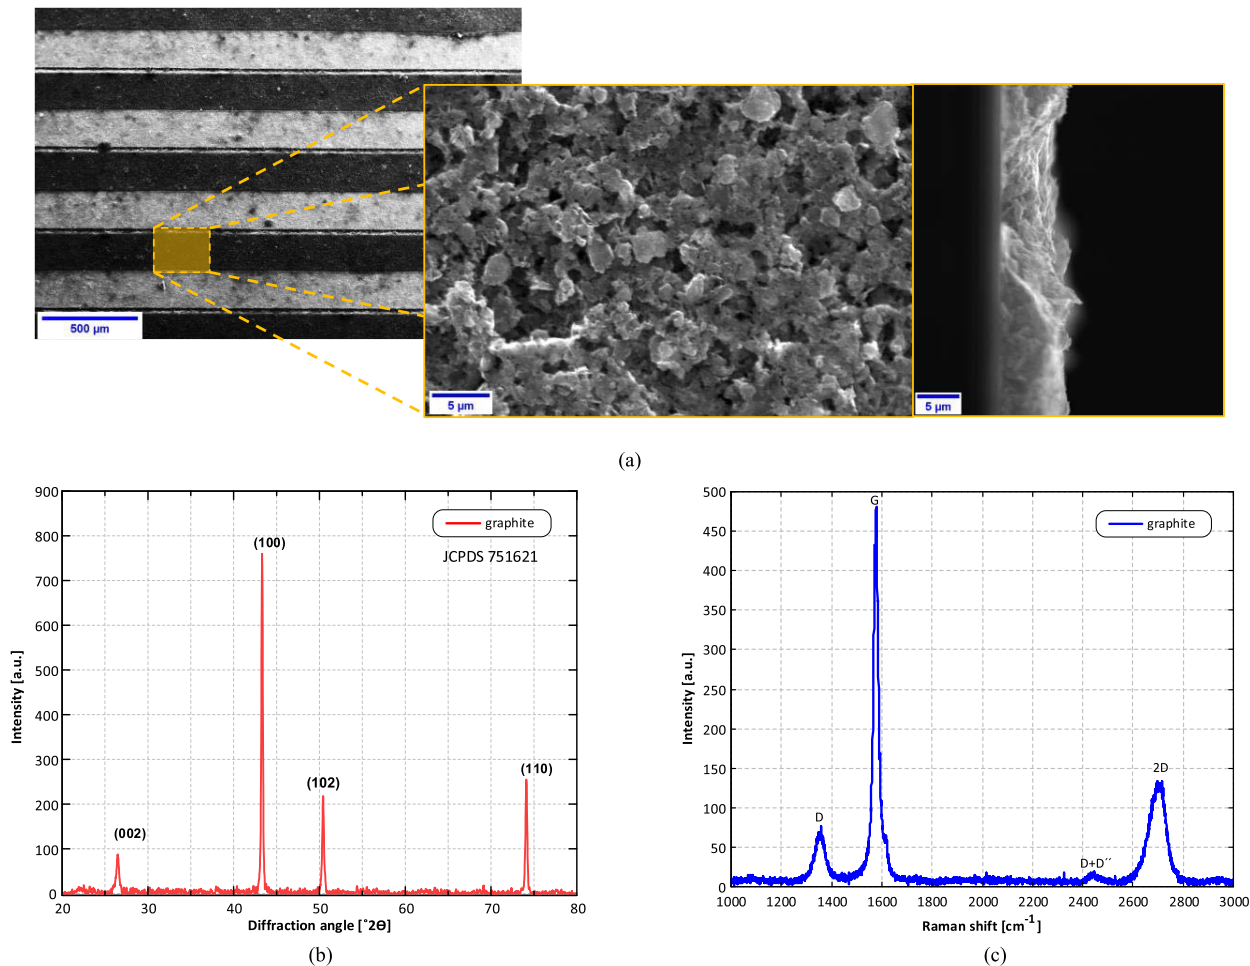 500 µm
5 µm
5 µm
(a)
900
800
700
600
500
400
300
200
100
0
20
30
40
50
60
70
80
Intensity [a.u.]
Diffraction angle [˚2Ө]
graphite
JCPDS 751621
(002)
(100)
(102)
(110)
(b)
500
450
400
350
300
250
200
150
100
50
0
1000
1200
1400
1600
1800
2000
2200
2400
2600
2800
3000
Intensity [a.u.]
Raman shift [cm⁻¹]
graphite
D
G
D+D´´
2D
(c)